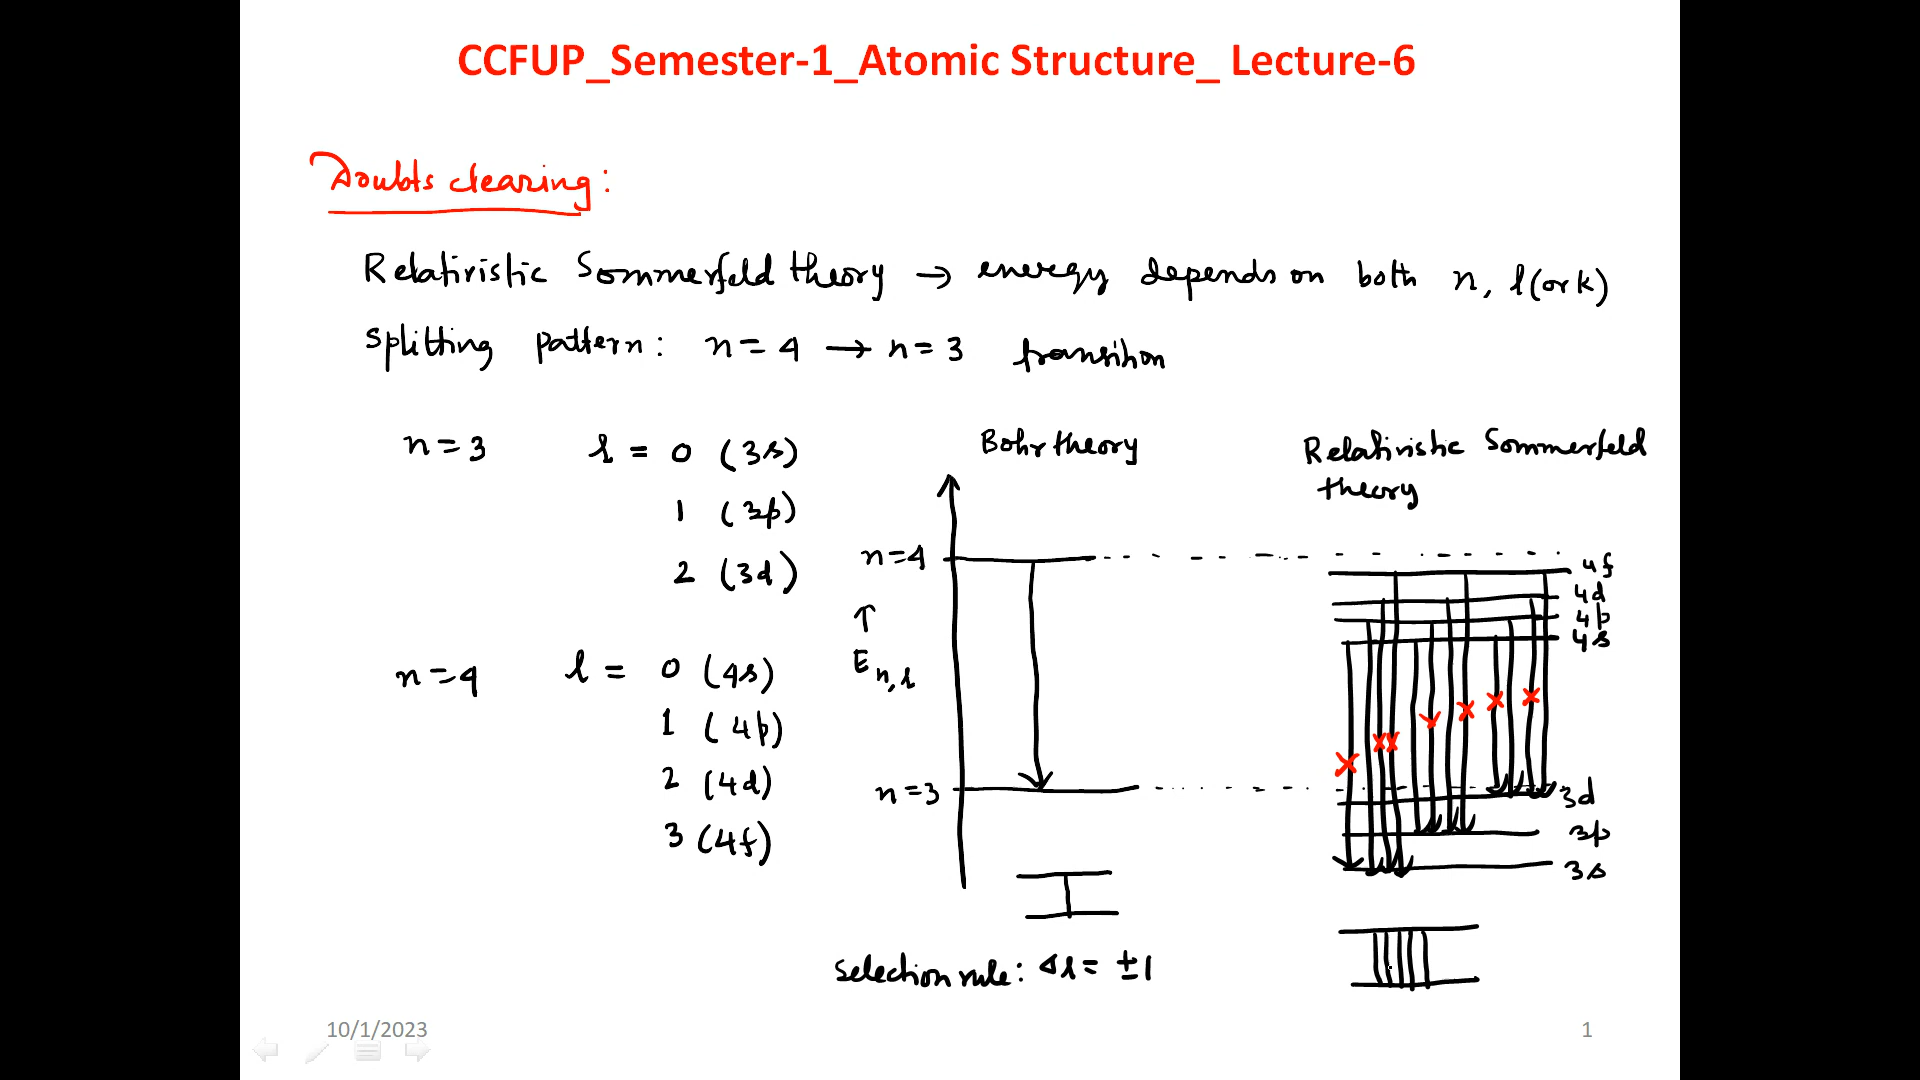 CCFUP_Semester-1_Atomic Structure_ Lecture-6
Doubts clearing:
Relativistic Sommerfeld theory → energy depends on both n, l (or k)
Splitting pattern: n = 4 → n = 3 transition
n = 3 l = 0 (3s)
1 (3p)
2 (3d)
n = 4 l = 0 (4s)
1 (4p)
2 (4d)
3 (4f)
Bohr theory
n = 4
↑
E n, l
n = 3
Relativistic Sommerfeld
theory
4f
4d
4p
4s
3d
3p
3s
Selection rule: Δl = ±1
10/1/2023
1